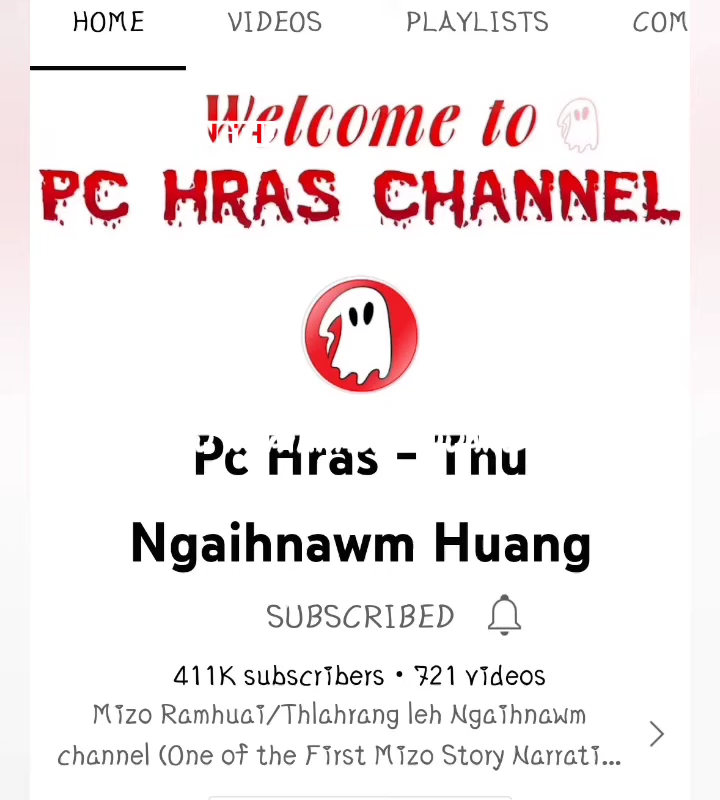 HOME VIDEOS PLAYLISTS COM
Welcome to
PC HRAS CHANNEL
Pc Hras - Thu
Ngaihnawm Huang
SUBSCRIBED
411K subscribers • 721 videos
Mizo Ramhuai/Thlahrang leh Ngaihnawm
channel (One of the First Mizo Story Narrati...